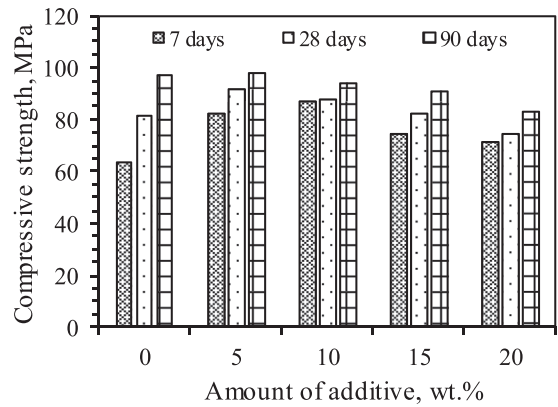 120
100
80
60
40
20
0
Compressive strength, MPa
7 days 28 days 90 days
0 5 10 15 20
Amount of additive, wt.%